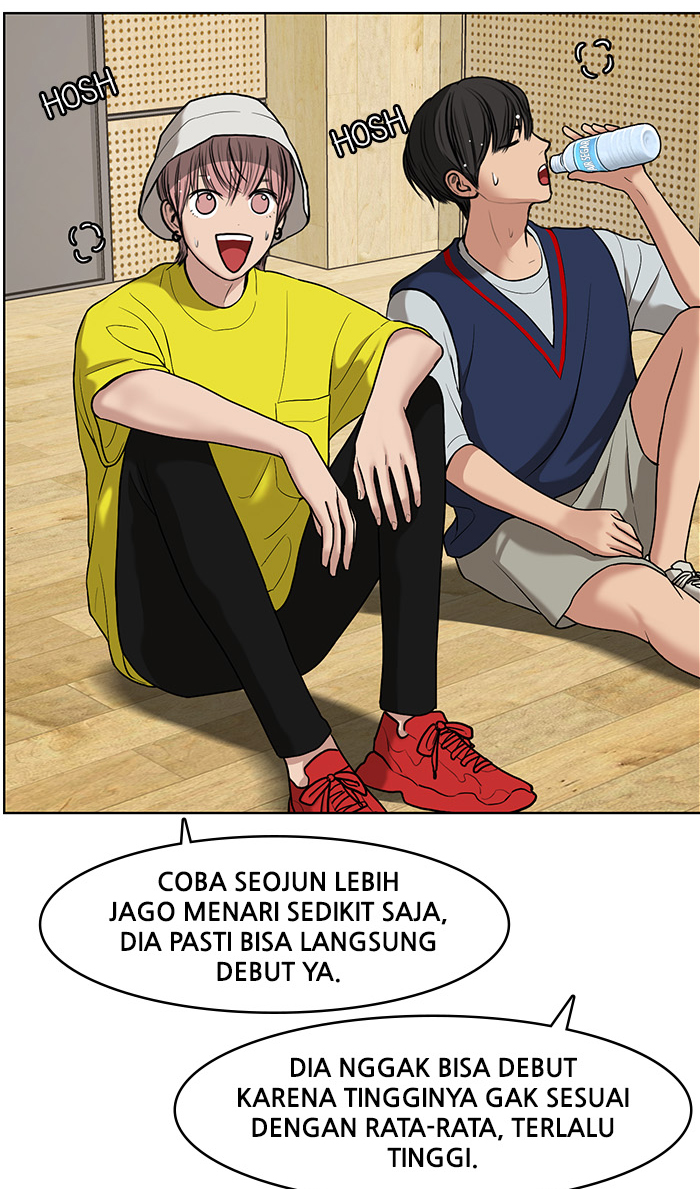 HOSH
HOSH
COBA SEOJUN LEBIH
JAGO MENARI SEDIKIT SAJA,
DIA PASTI BISA LANGSUNG
DEBUT YA.
DIA NGGAK BISA DEBUT
KARENA TINGGINYA GAK SESUAI
DENGAN RATA-RATA, TERLALU
TINGGI.